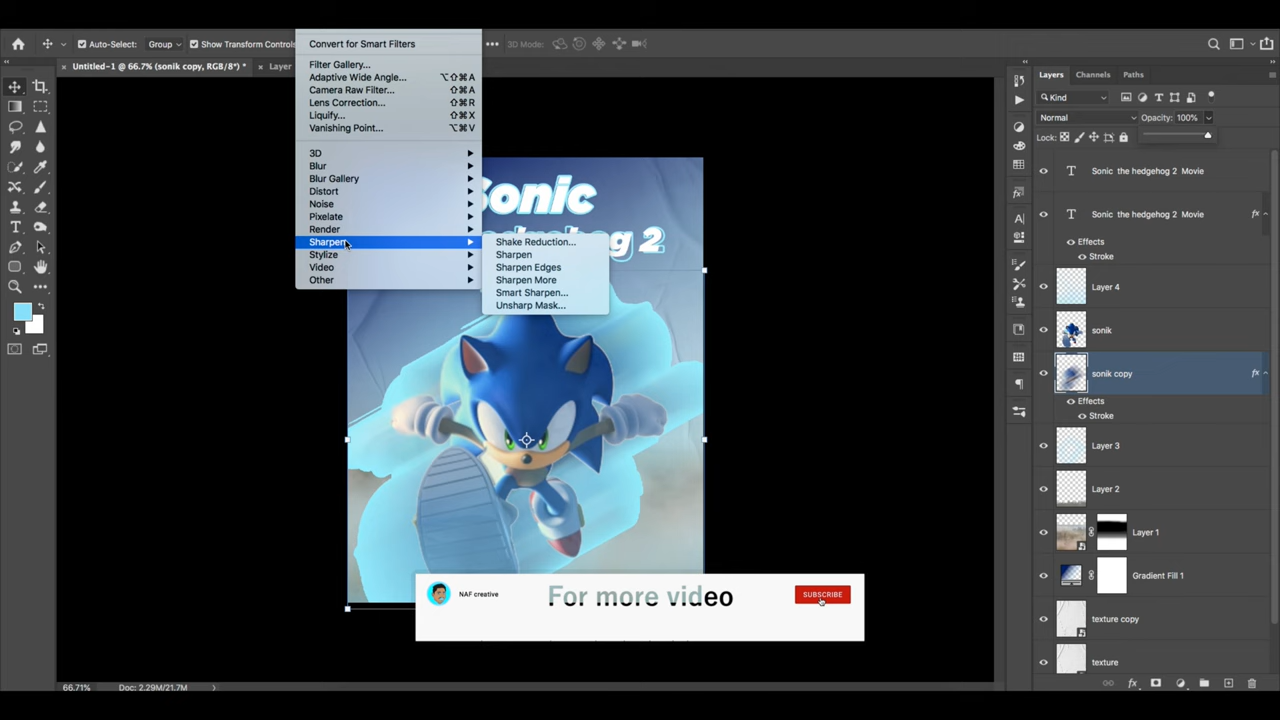 Auto-Select:
Group
Show Transform Controls
3D Mode:
Untitled-1 @ 66.7% (sonik copy, RGB/8*) *
Layer
Convert for Smart Filters
Filter Gallery...
Adaptive Wide Angle... ⌥⇧⌘A
Camera Raw Filter... ⇧⌘A
Lens Correction... ⇧⌘R
Liquify... ⇧⌘X
Vanishing Point... ⌥⌘V
3D
Blur
Blur Gallery
Distort
Noise
Pixelate
Render
Sharpen
Stylize
Video
Other
Shake Reduction...
Sharpen
Sharpen Edges
Sharpen More
Smart Sharpen...
Unsharp Mask...
Sonic
2
NAF creative
For more video
SUBSCRIBE
66.71%
Doc: 2.29M/21.7M
Layers
Channels
Paths
Kind
Normal
Opacity: 100%
Lock:
Sonic the hedgehog 2 Movie
Sonic the hedgehog 2 Movie
fx
Effects
Stroke
Layer 4
sonik
sonik copy
fx
Effects
Stroke
Layer 3
Layer 2
Layer 1
Gradient Fill 1
texture copy
texture
fx